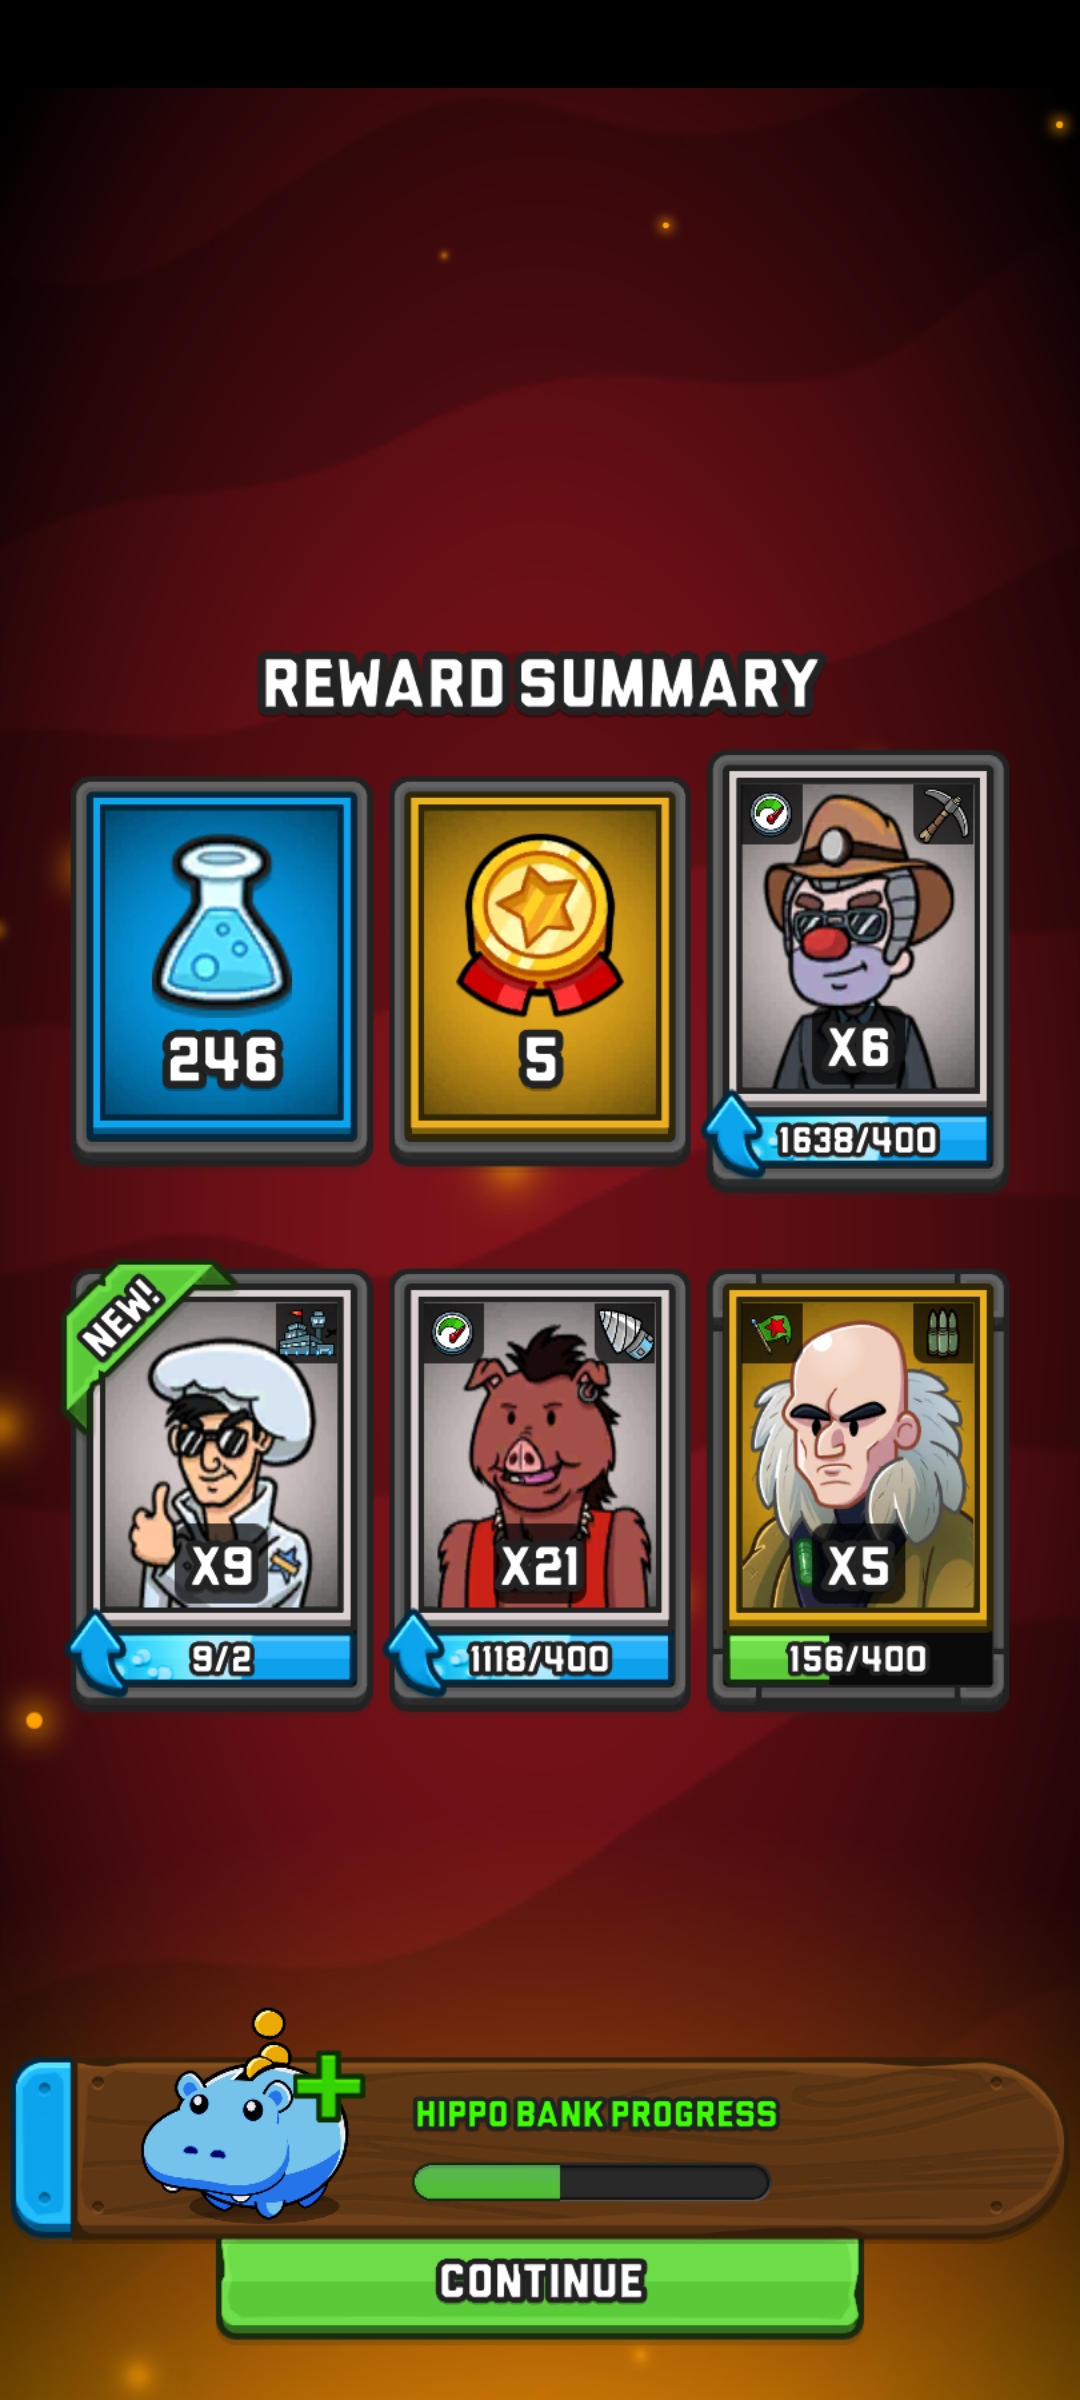 REWARD SUMMARY
246
5
X6
1638/400
NEW!
X9
9/2
X21
1118/400
X5
156/400
HIPPO BANK PROGRESS
CONTINUE